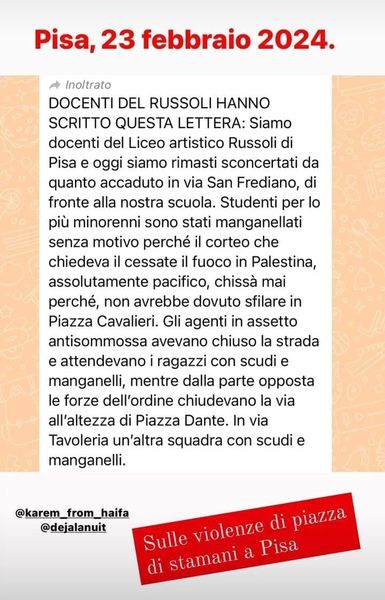 Pisa, 23 febbraio 2024.
Inoltrato
DOCENTI DEL RUSSOLI HANNO
SCRITTO QUESTA LETTERA: Siamo
docenti del Liceo artistico Russoli di
Pisa e oggi siamo rimasti sconcertati da
quanto accaduto in via San Frediano, di
fronte alla nostra scuola. Studenti per lo
più minorenni sono stati manganellati
senza motivo perché il corteo che
chiedeva il cessate il fuoco in Palestina,
assolutamente pacifico, chissà mai
perché, non avrebbe dovuto sfilare in
Piazza Cavalieri. Gli agenti in assetto
antisommossa avevano chiuso la strada
e attendevano i ragazzi con scudi e
manganelli, mentre dalla parte opposta
le forze dell'ordine chiudevano la via
all'altezza di Piazza Dante. In via
Tavoleria un'altra squadra con scudi e
manganelli.
@karem_from_haifa
@dejalanuit
Sulle violenze di piazza
di stamani a Pisa